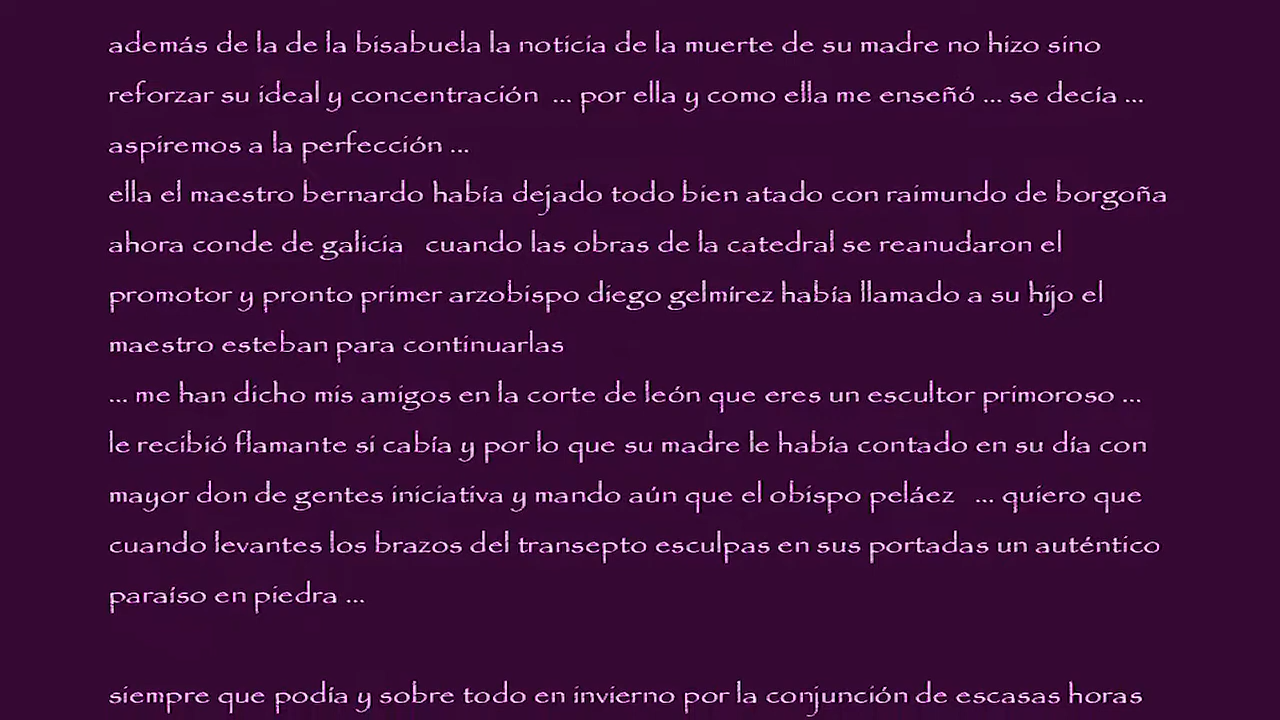 además de la de la bisabuela la noticia de la muerte de su madre no hizo sino
reforzar su ideal y concentración ... por ella y como ella me enseñó ... se decía ...
aspiremos a la perfección ...
ella el maestro bernardo había dejado todo bien atado con raimundo de borgoña
ahora conde de galicia cuando las obras de la catedral se reanudaron el
promotor y pronto primer arzobispo diego gelmírez había llamado a su hijo el
maestro esteban para continuarlas
... me han dicho mis amigos en la corte de león que eres un escultor primoroso ...
le recibió flamante si cabía y por lo que su madre le había contado en su día con
mayor don de gentes iniciativa y mando aún que el obispo peláez ... quiero que
cuando levantes los brazos del transepto esculpas en sus portadas un auténtico
paraíso en piedra ...
siempre que podía y sobre todo en invierno por la conjunción de escasas horas